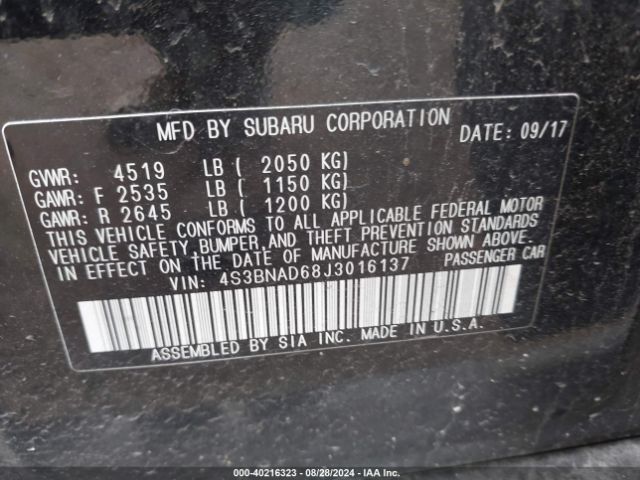 MFD BY SUBARU CORPORATION DATE: 09/17
GVWR: 4519 LB ( 2050 KG)
GAWR: F 2535 LB ( 1150 KG)
GAWR: R 2645 LB ( 1200 KG)
THIS VEHICLE CONFORMS TO ALL APPLICABLE FEDERAL MOTOR
VEHICLE SAFETY, BUMPER, AND THEFT PREVENTION STANDARDS
IN EFFECT ON THE DATE OF MANUFACTURE SHOWN ABOVE.
VIN: 4S3BNAD68J3016137 PASSENGER CAR
ASSEMBLED BY SIA INC. MADE IN U.S.A.
000-40216323 — 08/28/2024 — IAA Inc.